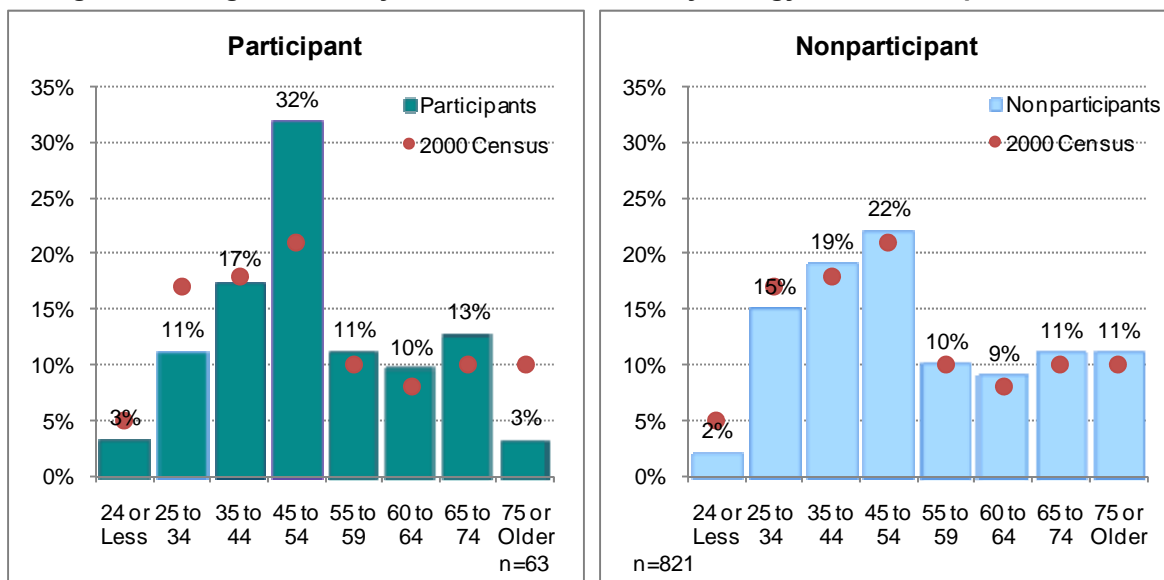 Participant
35%
30%
25%
20%
15%
10%
5%
0%
Participants
2000 Census
3%
11%
17%
32%
11%
10%
13%
3%
24 or Less
25 to 34
35 to 44
45 to 54
55 to 59
60 to 64
65 to 74
75 or Older
n=63
Nonparticipant
35%
30%
25%
20%
15%
10%
5%
0%
Nonparticipants
2000 Census
2%
15%
19%
22%
10%
9%
11%
11%
24 or Less
25 to 34
35 to 44
45 to 54
55 to 59
60 to 64
65 to 74
75 or Older
n=821